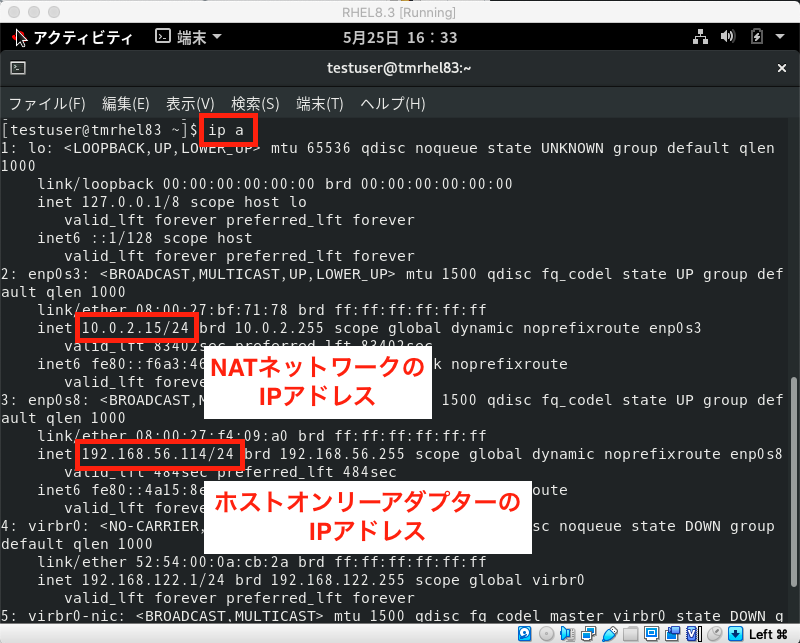 RHEL8.3 [Running]
アクティビティ 端末 5月25日 16：33
testuser@tmrhel83:~
ファイル(F) 編集(E) 表示(V) 検索(S) 端末(T) ヘルプ(H)
[testuser@tmrhel83 ~]$ ip a
1: lo: <LOOPBACK,UP,LOWER_UP> mtu 65536 qdisc noqueue state UNKNOWN group default qlen
1000
link/loopback 00:00:00:00:00:00 brd 00:00:00:00:00:00
inet 127.0.0.1/8 scope host lo
valid_lft forever preferred_lft forever
inet6 ::1/128 scope host
valid_lft forever preferred_lft forever
2: enp0s3: <BROADCAST,MULTICAST,UP,LOWER_UP> mtu 1500 qdisc fq_codel state UP group def
ault qlen 1000
link/ether 08:00:27:bf:71:78 brd ff:ff:ff:ff:ff:ff
inet 10.0.2.15/24 brd 10.0.2.255 scope global dynamic noprefixroute enp0s3
valid_lft 83402sec preferred_lft 83402sec
inet6 fe80::f6a3:46 k noprefixroute
valid_lft forever
NATネットワークの
IPアドレス
3: enp0s8: <BROADCAST,M 1500 qdisc fq_codel state UP group def
ault qlen 1000
link/ether 08:00:27:f4:09:a0 brd ff:ff:ff:ff:ff:ff
inet 192.168.56.114/24 brd 192.168.56.255 scope global dynamic noprefixroute enp0s8
valid_lft 484sec preferred_lft 484sec
inet6 fe80::4a15:8e route
valid_lft forever
ホストオンリーアダプターの
IPアドレス
4: virbr0: <NO-CARRIER, sc noqueue state DOWN group
default qlen 1000
link/ether 52:54:00:0a:cb:2a brd ff:ff:ff:ff:ff:ff
inet 192.168.122.1/24 brd 192.168.122.255 scope global virbr0
valid_lft forever preferred_lft forever
5: virbr0-nic: <BROADCAST,MULTICAST> mtu 1500 qdisc fq_codel master virbr0 state DOWN g
Left ⌘